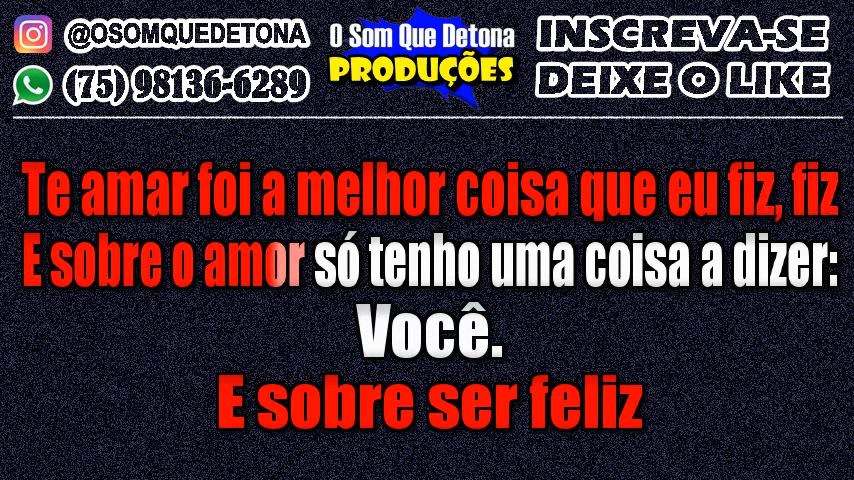 @OSOMQUEDETONA
(75) 98136-6289
O Som Que Detona
PRODUÇÕES
INSCREVA-SE
DEIXE O LIKE
Te amar foi a melhor coisa que eu fiz, fiz
E sobre o amor só tenho uma coisa a dizer:
Você.
E sobre ser feliz